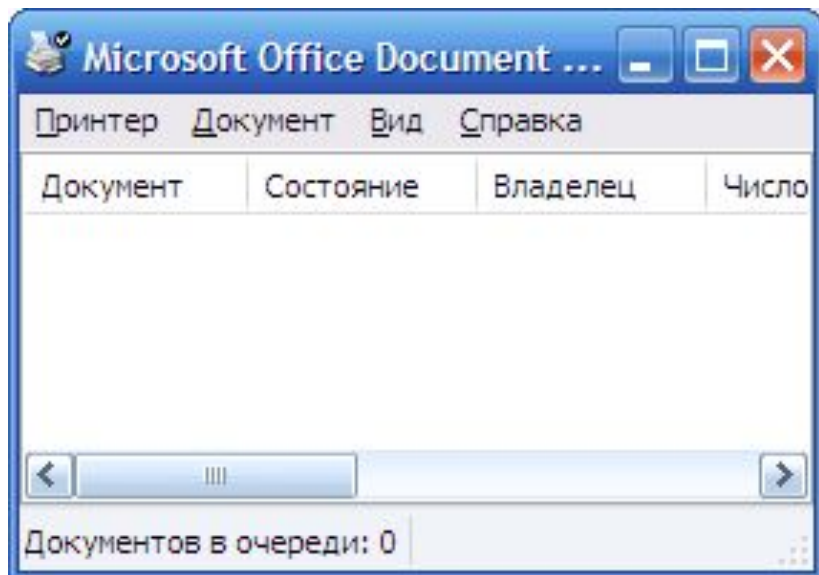 Microsoft Office Document ...
Принтер Документ Вид Справка
Документ Состояние Владелец Число
Документов в очереди: 0